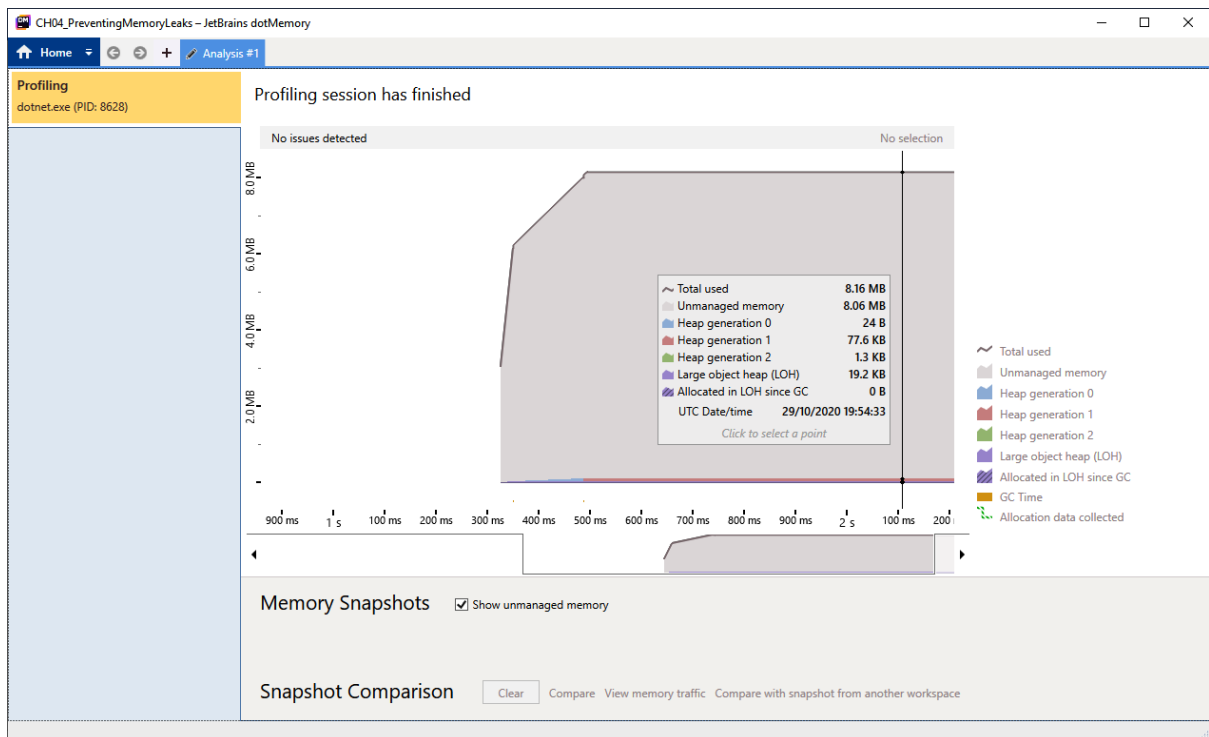 CH04_PreventingMemoryLeaks – JetBrains dotMemory
Home
Analysis #1
Profiling
dotnet.exe (PID: 8628)
Profiling session has finished
No issues detected No selection
8.0 MB
6.0 MB
4.0 MB
2.0 MB
Total used 8.16 MB
Unmanaged memory 8.06 MB
Heap generation 0 24 B
Heap generation 1 77.6 KB
Heap generation 2 1.3 KB
Large object heap (LOH) 19.2 KB
Allocated in LOH since GC 0 B
UTC Date/time 29/10/2020 19:54:33
Click to select a point
Total used
Unmanaged memory
Heap generation 0
Heap generation 1
Heap generation 2
Large object heap (LOH)
Allocated in LOH since GC
GC Time
Allocation data collected
900 ms 1 s 100 ms 200 ms 300 ms 400 ms 500 ms 600 ms 700 ms 800 ms 900 ms 2 s 100 ms 200
Memory Snapshots Show unmanaged memory
Snapshot Comparison Clear Compare View memory traffic Compare with snapshot from another workspace